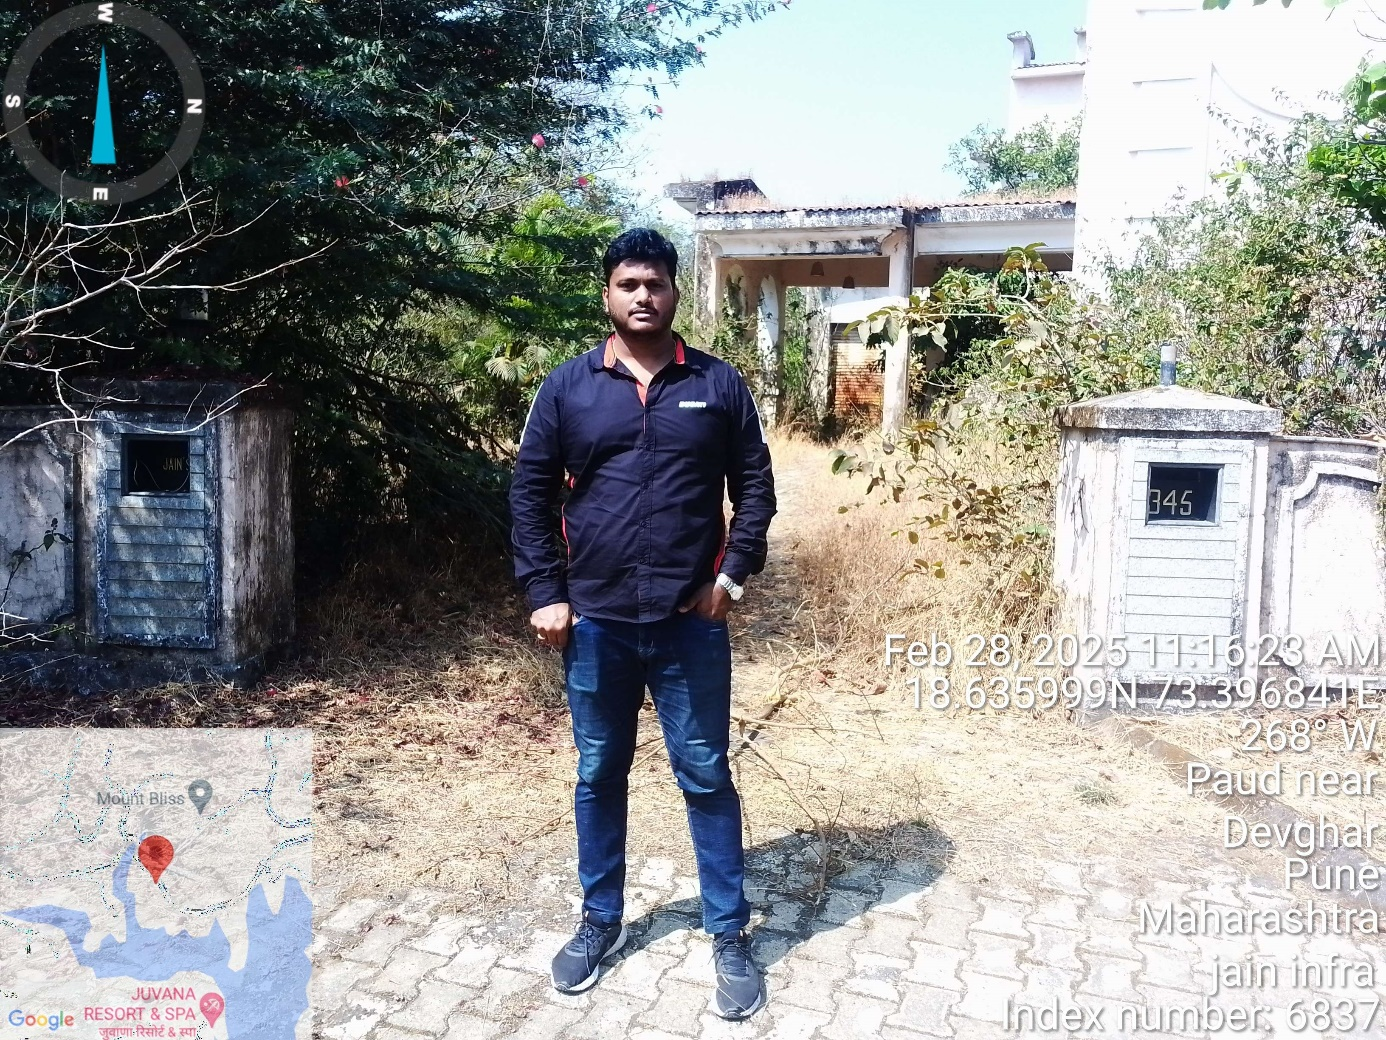 W
S
N
E
JAIN
DUCATI
345
Feb 28, 2025 11:16:23 AM
18.635999N 73.396841E
268° W
Paud near
Devghar
Pune
Maharashtra
jain infra
Index number: 6837
Mount Bliss
JUVANA
RESORT & SPA
जुवाणा रिसोर्ट & स्पा
Google